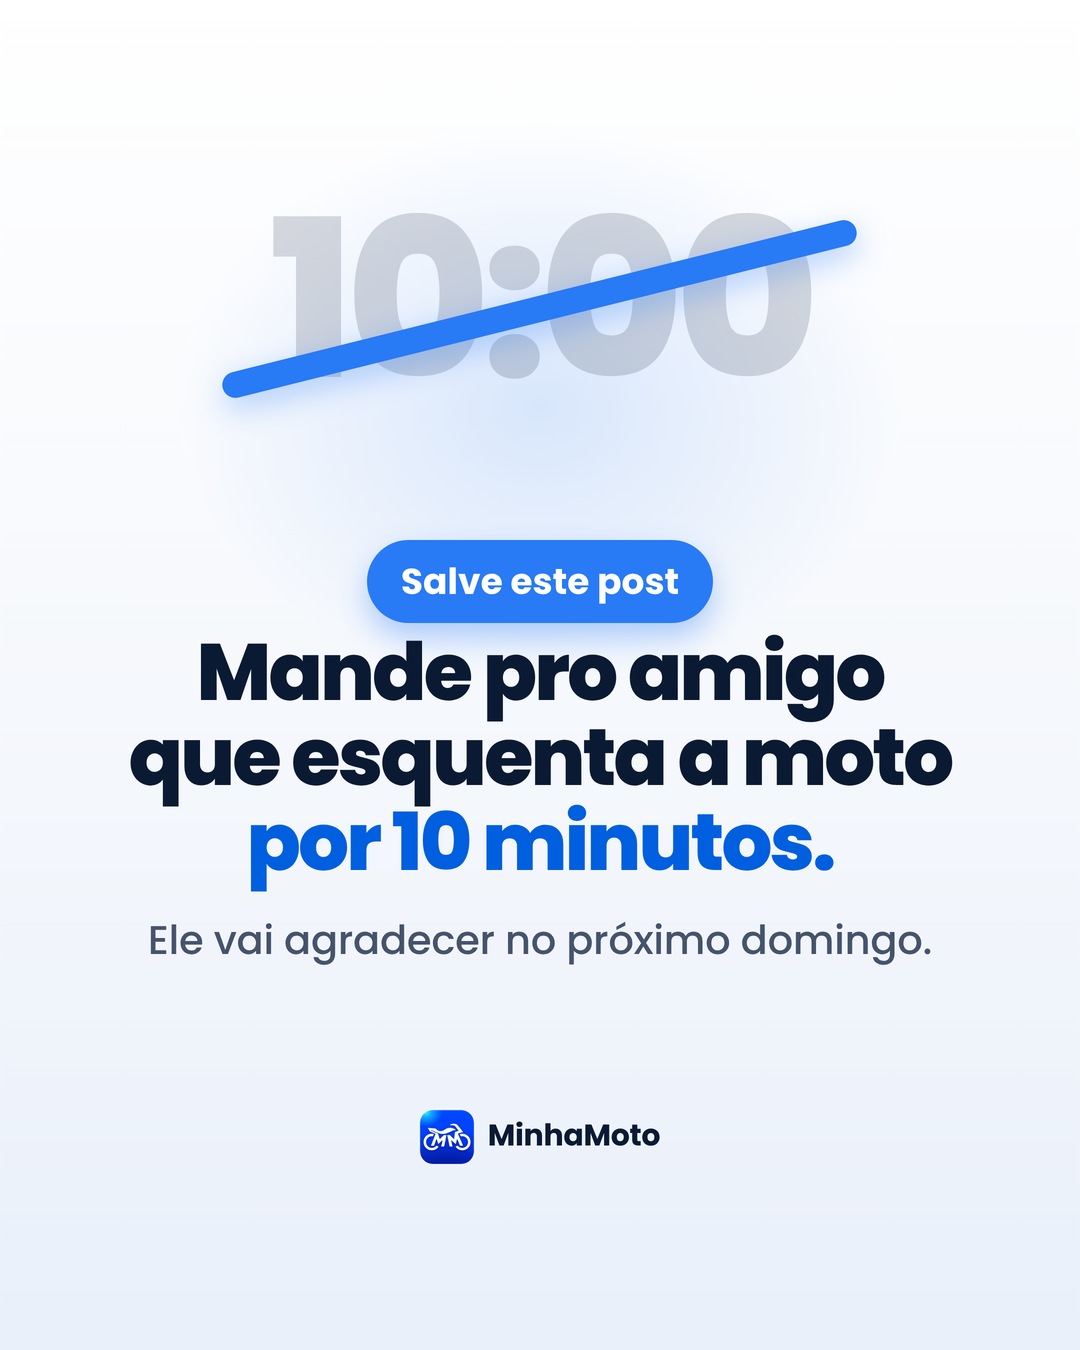 10:00
Salve este post
Mande pro amigo
que esquenta a moto
por 10 minutos.
Ele vai agradecer no próximo domingo.
MM MinhaMoto